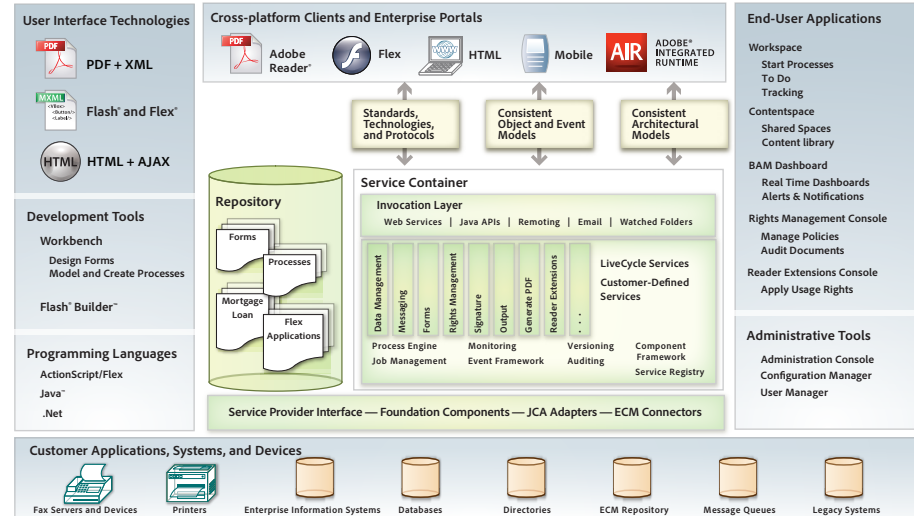 User Interface Technologies
PDF
PDF + XML
MXML
<VBox>
<Button/>
<Label/>
Flash® and Flex®
HTML
HTML + AJAX
Development Tools
Workbench
Design Forms
Model and Create Processes
Flash® Builder™
Programming Languages
ActionScript/Flex
Java™
.Net
Cross-platform Clients and Enterprise Portals
PDF
Adobe
Reader®
Flex
HTML
Mobile
AIR
ADOBE®
INTEGRATED
RUNTIME
Standards,
Technologies,
and Protocols
Consistent
Object and Event
Models
Consistent
Architectural
Models
Repository
Forms
Processes
Mortgage
Loan
Flex
Applications
Service Container
Invocation Layer
Web Services | Java APIs | Remoting | Email | Watched Folders
Data Management
Messaging
Forms
Rights Management
Signature
Output
Generate PDF
Reader Extensions
. . .
LiveCycle Services
Customer-Defined
Services
Process Engine
Monitoring
Versioning
Component
Framework
Job Management
Event Framework
Auditing
Service Registry
Service Provider Interface — Foundation Components — JCA Adapters — ECM Connectors
End-User Applications
Workspace
Start Processes
To Do
Tracking
Contentspace
Shared Spaces
Content library
BAM Dashboard
Real Time Dashboards
Alerts & Notifications
Rights Management Console
Manage Policies
Audit Documents
Reader Extensions Console
Apply Usage Rights
Administrative Tools
Administration Console
Configuration Manager
User Manager
Customer Applications, Systems, and Devices
Fax Servers and Devices
Printers
Enterprise Information Systems
Databases
Directories
ECM Repository
Message Queues
Legacy Systems